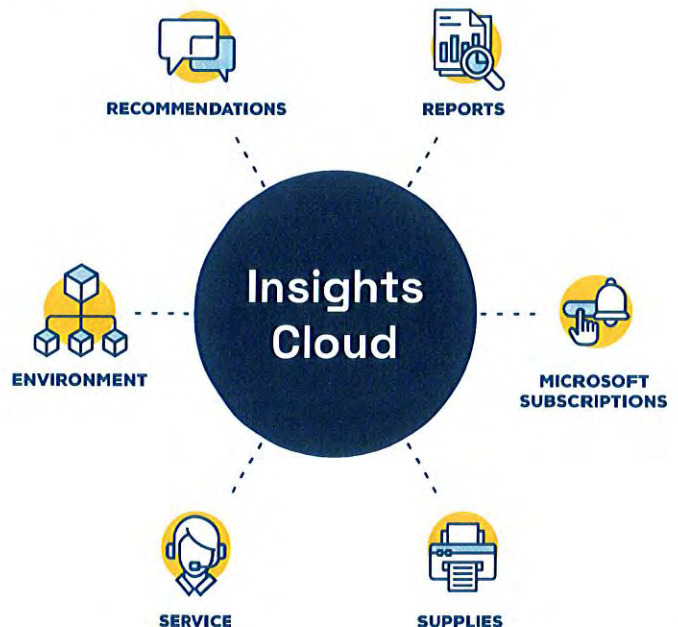 RECOMMENDATIONS
REPORTS
Insights
Cloud
ENVIRONMENT
MICROSOFT
SUBSCRIPTIONS
SERVICE
SUPPLIES